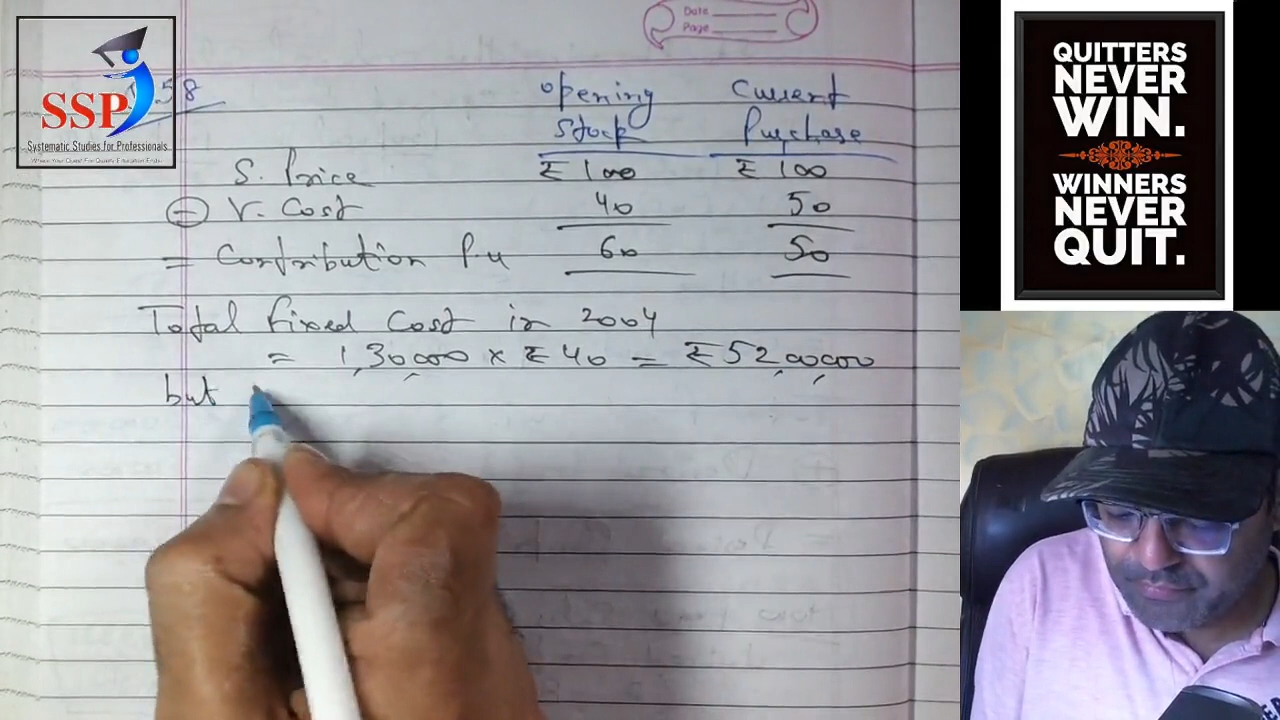 Date
Page
SSP
Systematic Studies for Professionals
58
Opening Stock
Current Purchase
S. Price ₹ 100 ₹ 100
(-) V. Cost 40 50
= Contribution P.u 60 50
Total fixed Cost in 2004
= 1,30,000 × ₹ 40 = ₹ 52,00,000
but
QUITTERS
NEVER
WIN.
WINNERS
NEVER
QUIT.